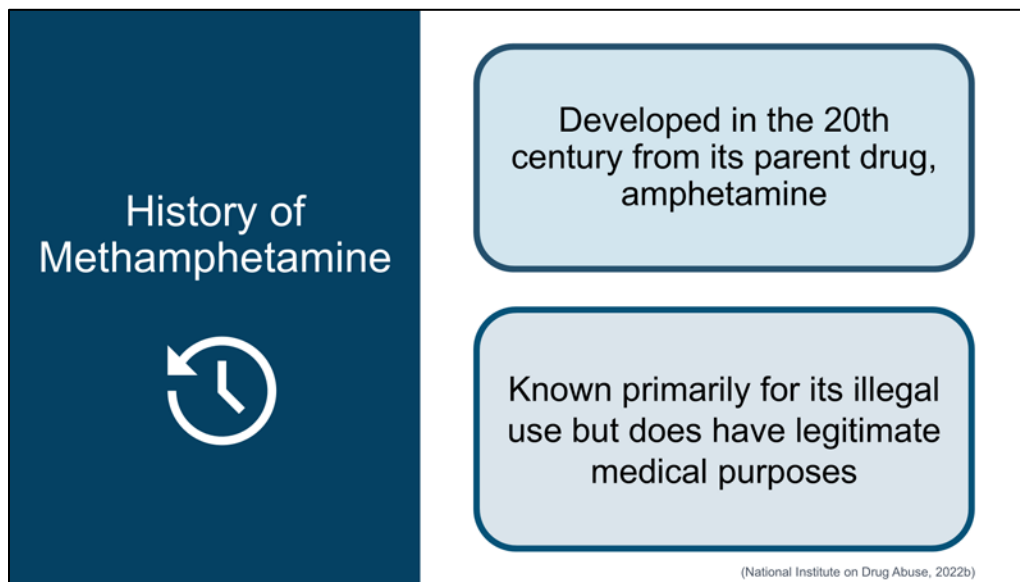 History of
Methamphetamine
Developed in the 20th
century from its parent drug,
amphetamine
Known primarily for its illegal
use but does have legitimate
medical purposes
(National Institute on Drug Abuse, 2022b)